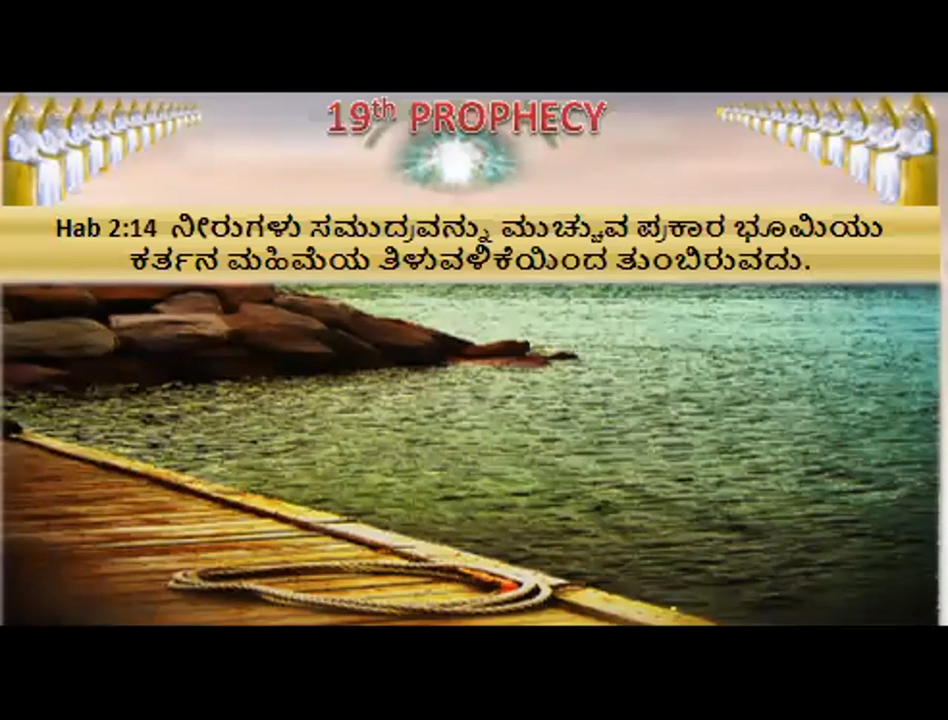 19th PROPHECY
Hab 2:14 ನೀರುಗಳು ಸಮುದ್ರವನ್ನು ಮುಚ್ಚುವ ಪ್ರಕಾರ ಭೂಮಿಯು
ಕರ್ತನ ಮಹಿಮೆಯ ತಿಳುವಳಿಕೆಯಿಂದ ತುಂಬಿರುವದು.